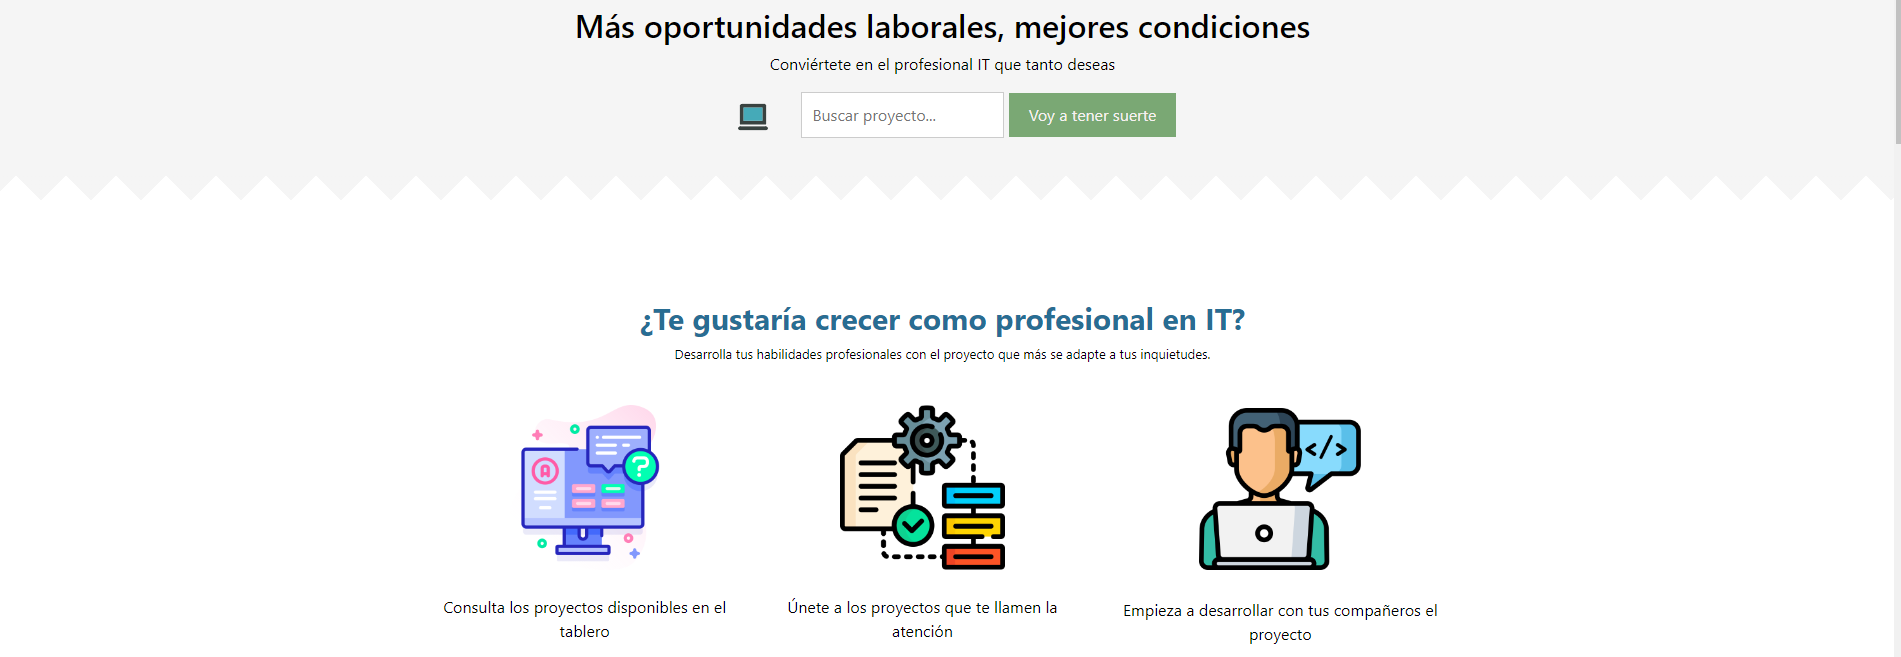 Más oportunidades laborales, mejores condiciones
Conviértete en el profesional IT que tanto deseas
Buscar proyecto...
Voy a tener suerte
¿Te gustaría crecer como profesional en IT?
Desarrolla tus habilidades profesionales con el proyecto que más se adapte a tus inquietudes.
A
?
</>
Consulta los proyectos disponibles en el
tablero
Únete a los proyectos que te llamen la
atención
Empieza a desarrollar con tus compañeros el
proyecto